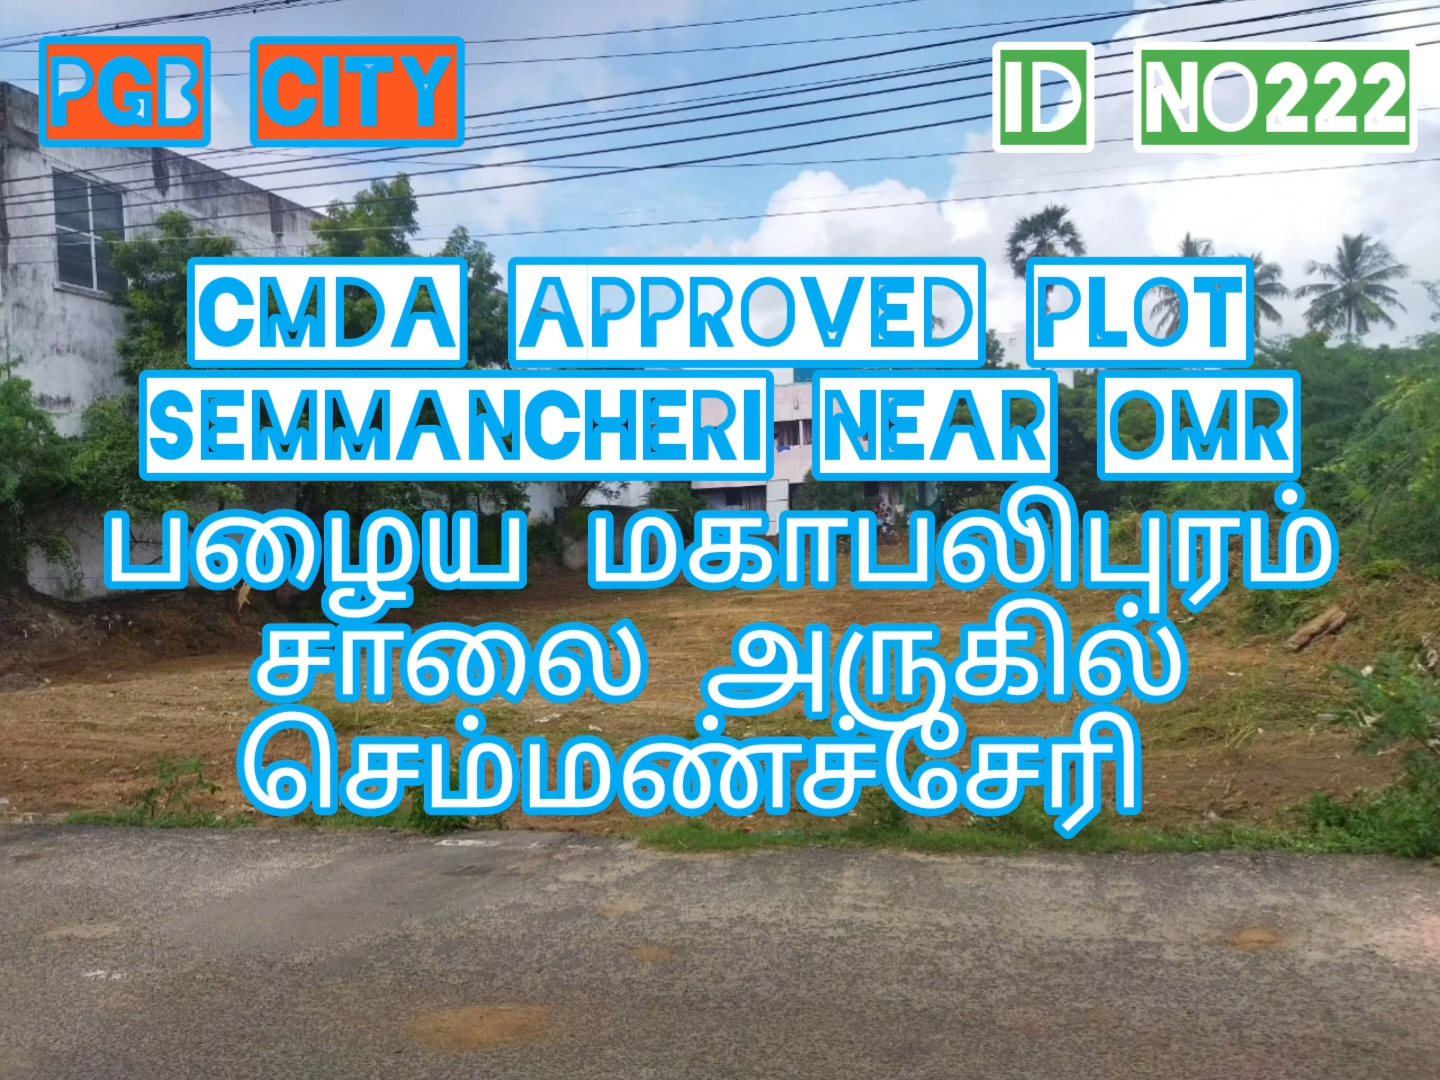 PGB CITY
ID NO222
CMDA APPROVED PLOT
SEMMANCHERI NEAR OMR
பழைய மகாபலிபுரம்
சாலை அருகில்
செம்மண்ச்சேரி